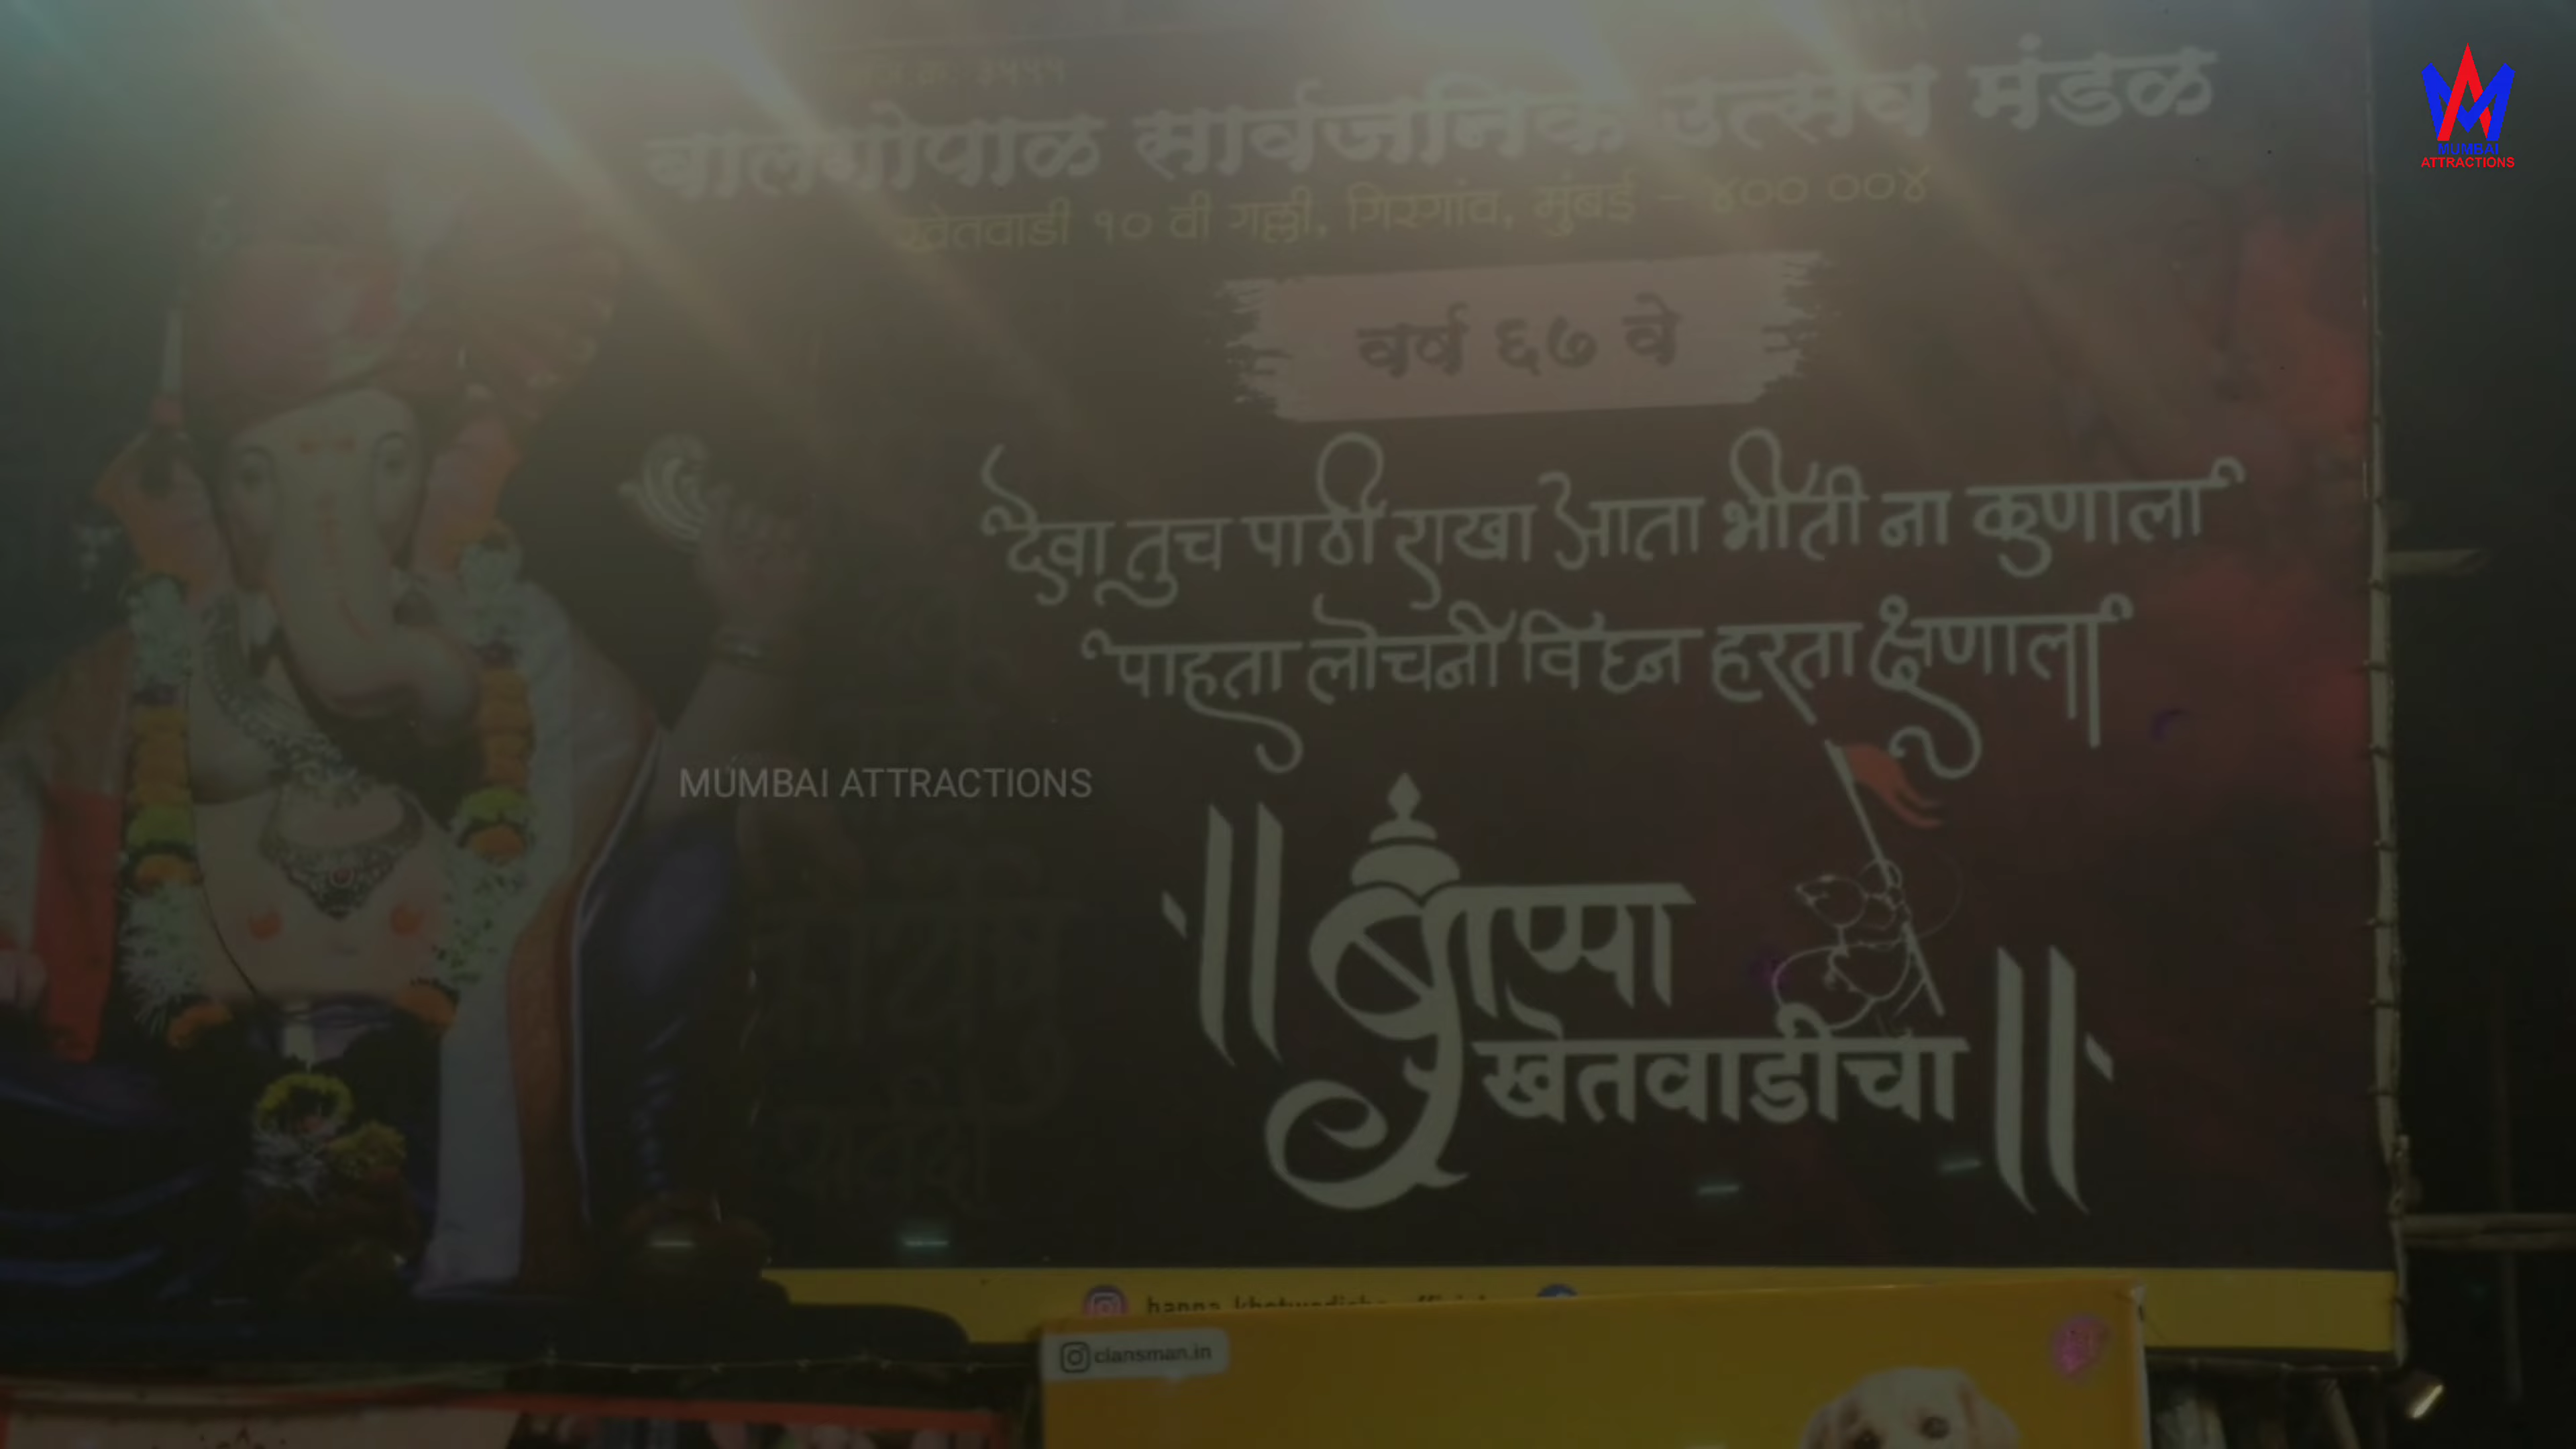 बालगोपाळ सार्वजनिक उत्सव मंडळ
खेतवाडी १० वी गल्ली, गिरगांव, मुंबई - ४०० ००४
वर्ष ६७ वे
देवा तुच पाठी राखा आता भीती ना कुणाला
पाहता लोचनी विघ्न हरता क्षणाला
॥ बाप्पा
खेतवाडीचा ॥
MUMBAI
ATTRACTIONS
MUMBAI ATTRACTIONS
clansman.in